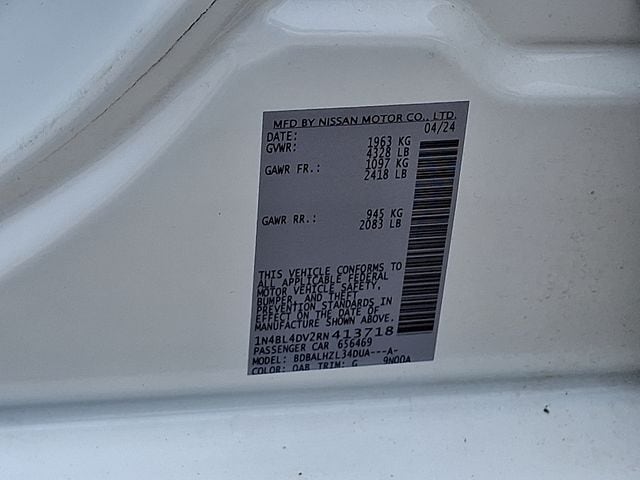 MFD BY NISSAN MOTOR CO., LTD.
DATE: 04/24
GVWR: 1963 KG
4328 LB
GAWR FR.: 1097 KG
2418 LB
GAWR RR.: 945 KG
2083 LB
THIS VEHICLE CONFORMS TO
ALL APPLICABLE FEDERAL
MOTOR VEHICLE SAFETY,
BUMPER, AND THEFT
PREVENTION STANDARDS IN
EFFECT ON THE DATE OF
MANUFACTURE SHOWN ABOVE.
1N4BL4DV2RN413718
PASSENGER CAR 656469
MODEL: BDBALHZL34DUA---A-
COLOR: QAB TRIM: G 9N00A